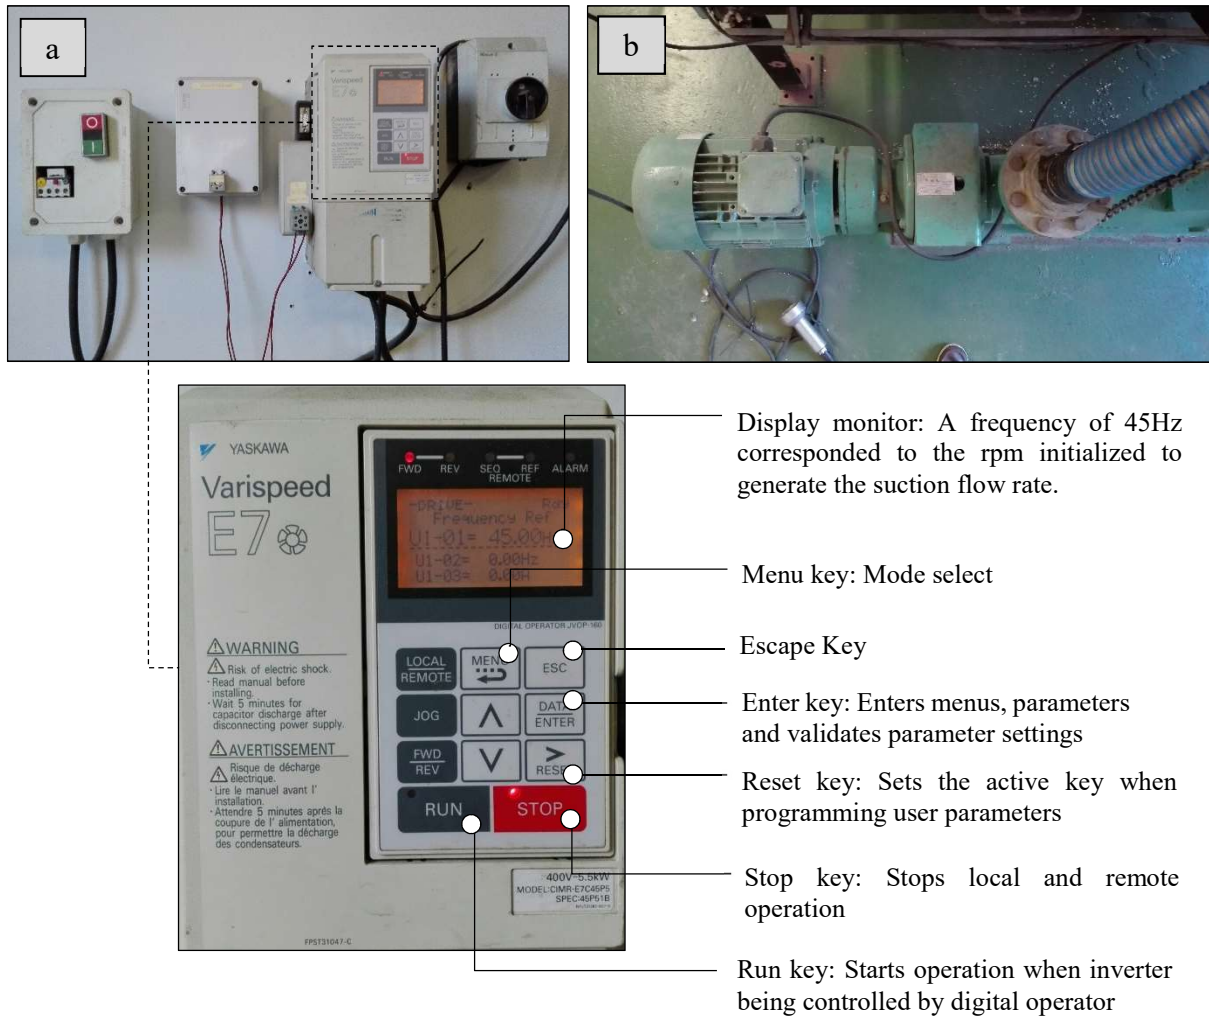 a
b
Varispeed
E7
RUN
STOP
Display monitor: A frequency of 45Hz
corresponded to the rpm initialized to
generate the suction flow rate.
Menu key: Mode select
Escape Key
Enter key: Enters menus, parameters
and validates parameter settings
Reset key: Sets the active key when
programming user parameters
Stop key: Stops local and remote
operation
Run key: Starts operation when inverter
being controlled by digital operator
YASKAWA
Varispeed
E7
FWD REV SEQ REF ALARM
REMOTE
-DRIVE-
Frequency Ref
U1-01= 45.00
U1-02= 0.00Hz
U1-03= 0.00A
DIGITAL OPERATOR JVOP-160
LOCAL
REMOTE
MENU
ESC
JOG
DATA
ENTER
FWD
REV
RESET
RUN
STOP
WARNING
Risk of electric shock.
· Read manual before
installing.
· Wait 5 minutes for
capacitor discharge after
disconnecting power supply.
AVERTISSEMENT
Risque de décharge
électrique.
· Lire le manuel avant l'
installation.
· Attendre 5 minutes aprés la
coupure de l' alimentation,
pour permettre la décharge
des condensateurs.
400V-5.5kW
MODEL:CIMR-E7C45P5
SPEC:45P51B
FPST31047-C